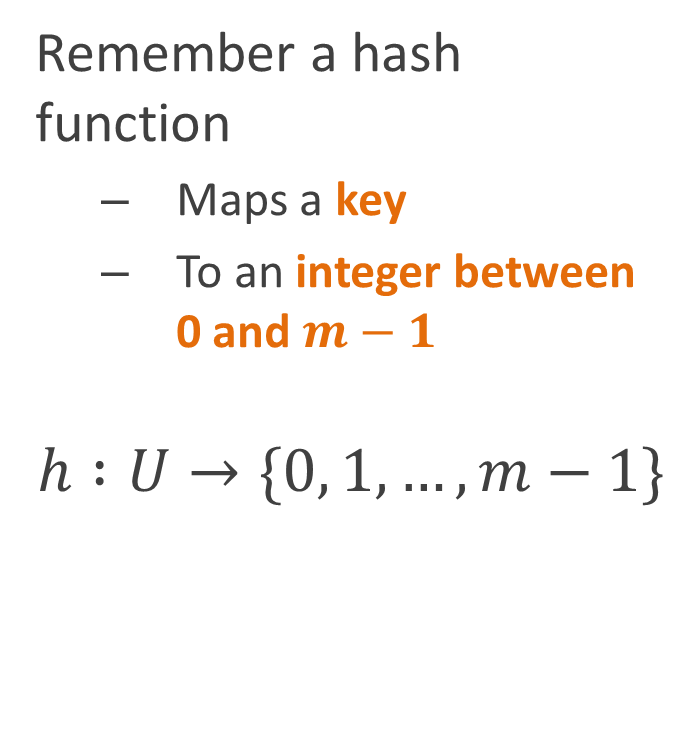 Remember a hash
function
– Maps a key
– To an integer between
0 and m − 1
h : U → {0, 1, … , m − 1}